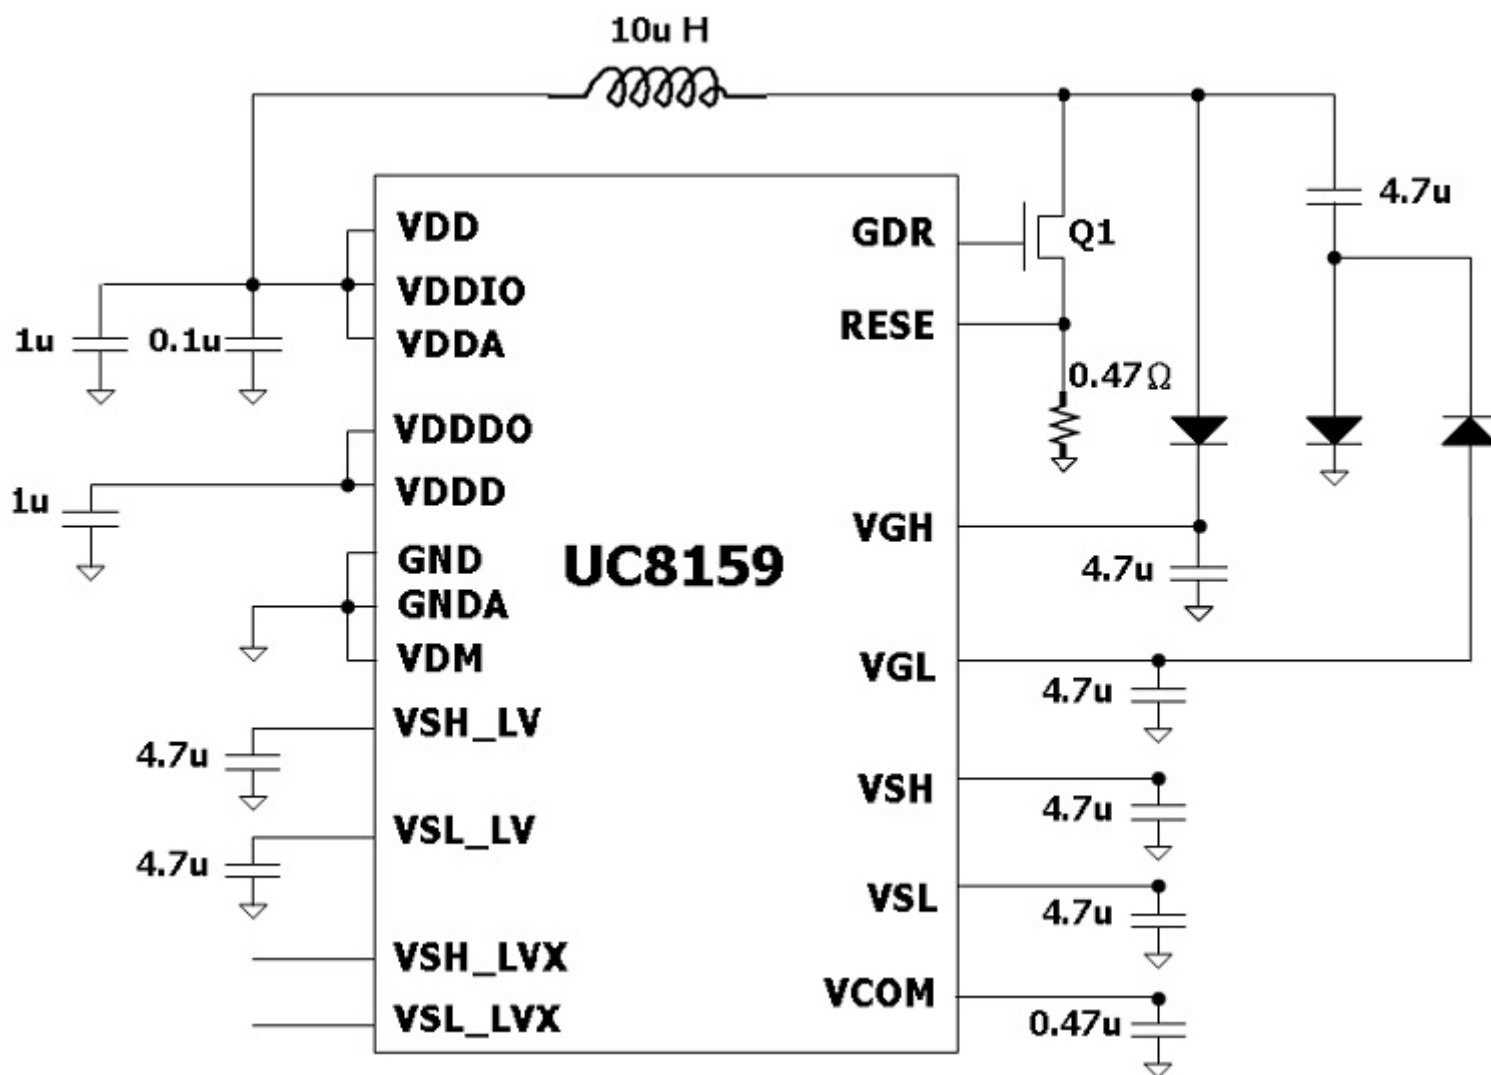 10u H
4.7u
VDD
GDR
Q1
VDDIO
RESE
1u
0.1u
VDDA
0.47Ω
VDDDO
1u
VDDD
VGH
GND
UC8159
4.7u
GNDA
VDM
VGL
4.7u
VSH_LV
4.7u
VSH
4.7u
VSL_LV
4.7u
VSL
4.7u
VSH_LVX
VCOM
VSL_LVX
0.47u